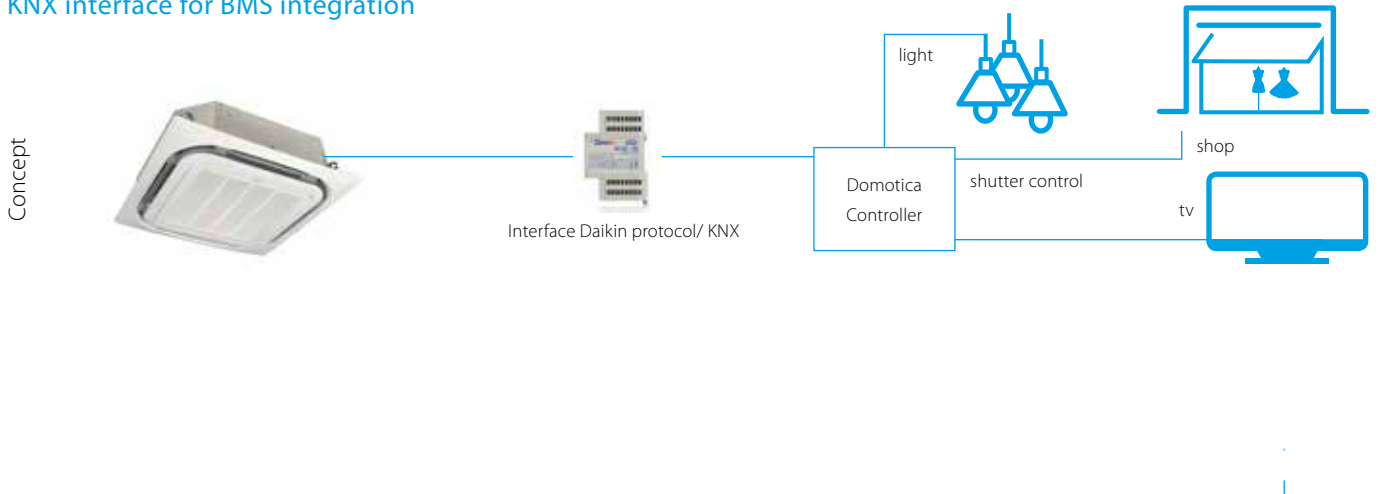 KNX interface for BMS integration
Concept
light
shop
Domotica
Controller
shutter control
tv
Interface Daikin protocol/ KNX